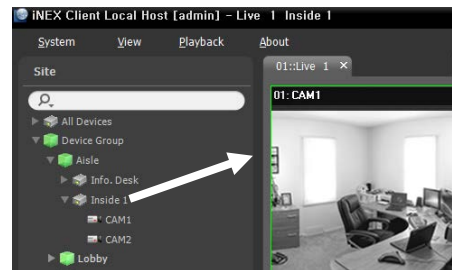 iNEX Client Local Host [admin] - Live 1 Inside 1
System View Playback About
Site
01::Live 1 ×
01: CAM1
All Devices
Device Group
Aisle
Info. Desk
Inside 1
CAM1
CAM2
Lobby